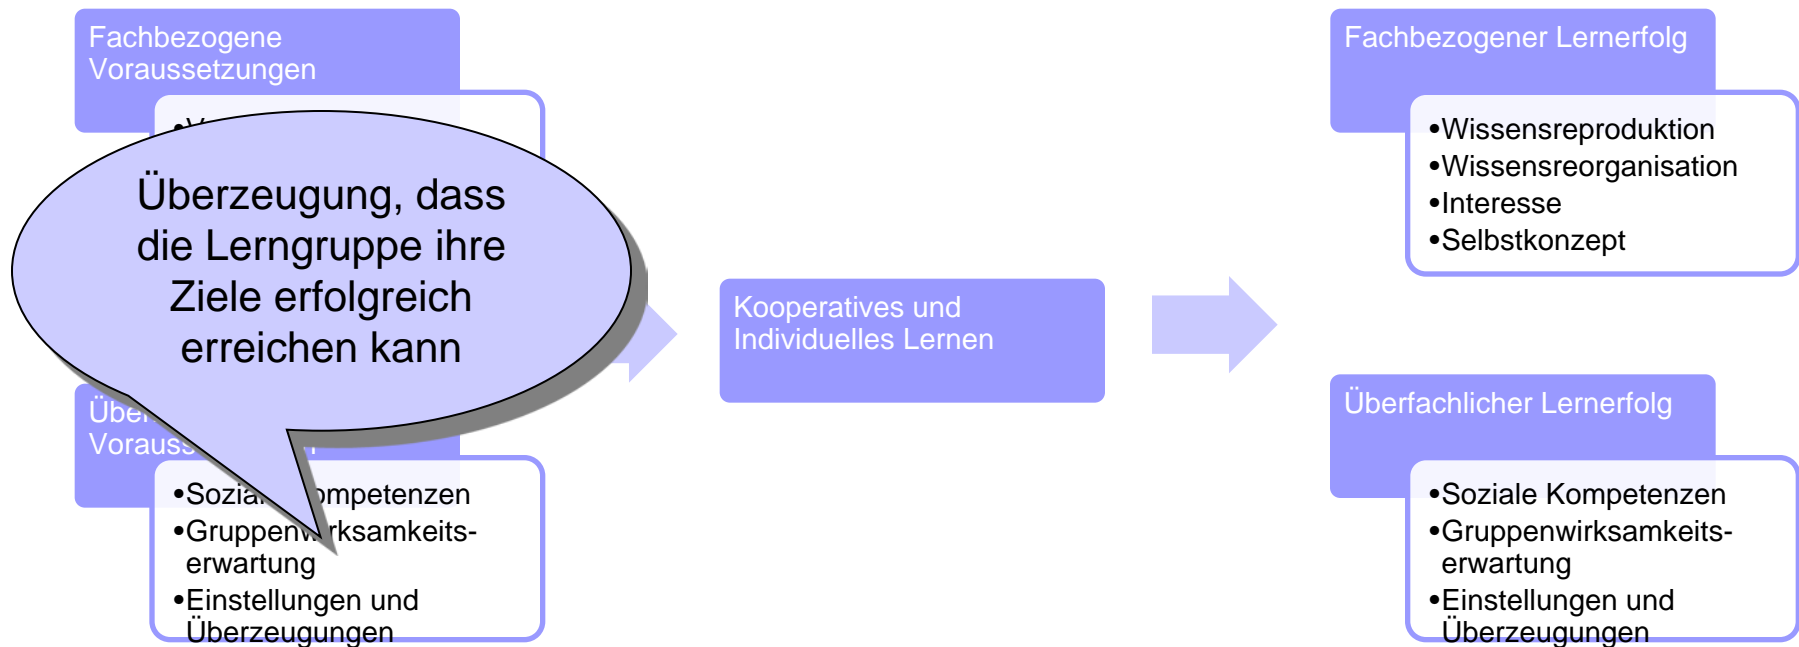 Fachbezogene
Voraussetzungen
Überzeugung, dass
die Lerngruppe ihre
Ziele erfolgreich
erreichen kann
•Soziale Kompetenzen
•Gruppenwirksamkeits-
erwartung
•Einstellungen und
Überzeugungen
Kooperatives und
Individuelles Lernen
Fachbezogener Lernerfolg
•Wissensreproduktion
•Wissensreorganisation
•Interesse
•Selbstkonzept
Überfachlicher Lernerfolg
•Soziale Kompetenzen
•Gruppenwirksamkeits-
erwartung
•Einstellungen und
Überzeugungen